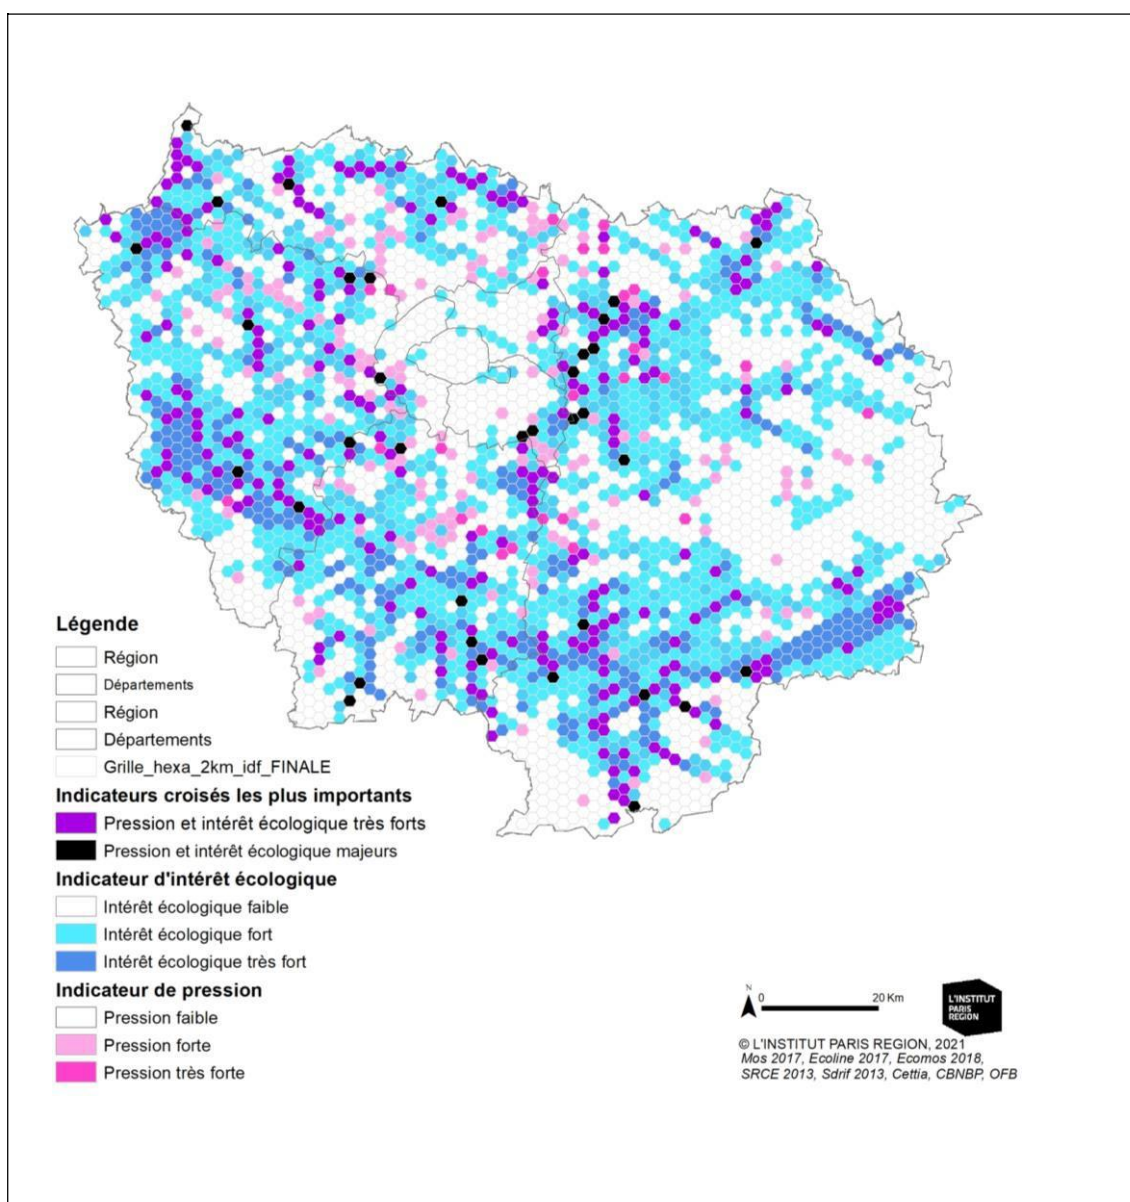 Légende
Région
Départements
Région
Départements
Grille_hexa_2km_idf_FINALE
Indicateurs croisés les plus importants
Pression et intérêt écologique très forts
Pression et intérêt écologique majeurs
Indicateur d'intérêt écologique
Intérêt écologique faible
Intérêt écologique fort
Intérêt écologique très fort
Indicateur de pression
Pression faible
Pression forte
Pression très forte
N
0 20 Km
L'INSTITUT
PARIS
REGION
© L'INSTITUT PARIS REGION, 2021
Mos 2017, Ecoline 2017, Ecomos 2018,
SRCE 2013, Sdrif 2013, Cettia, CBNBP, OFB